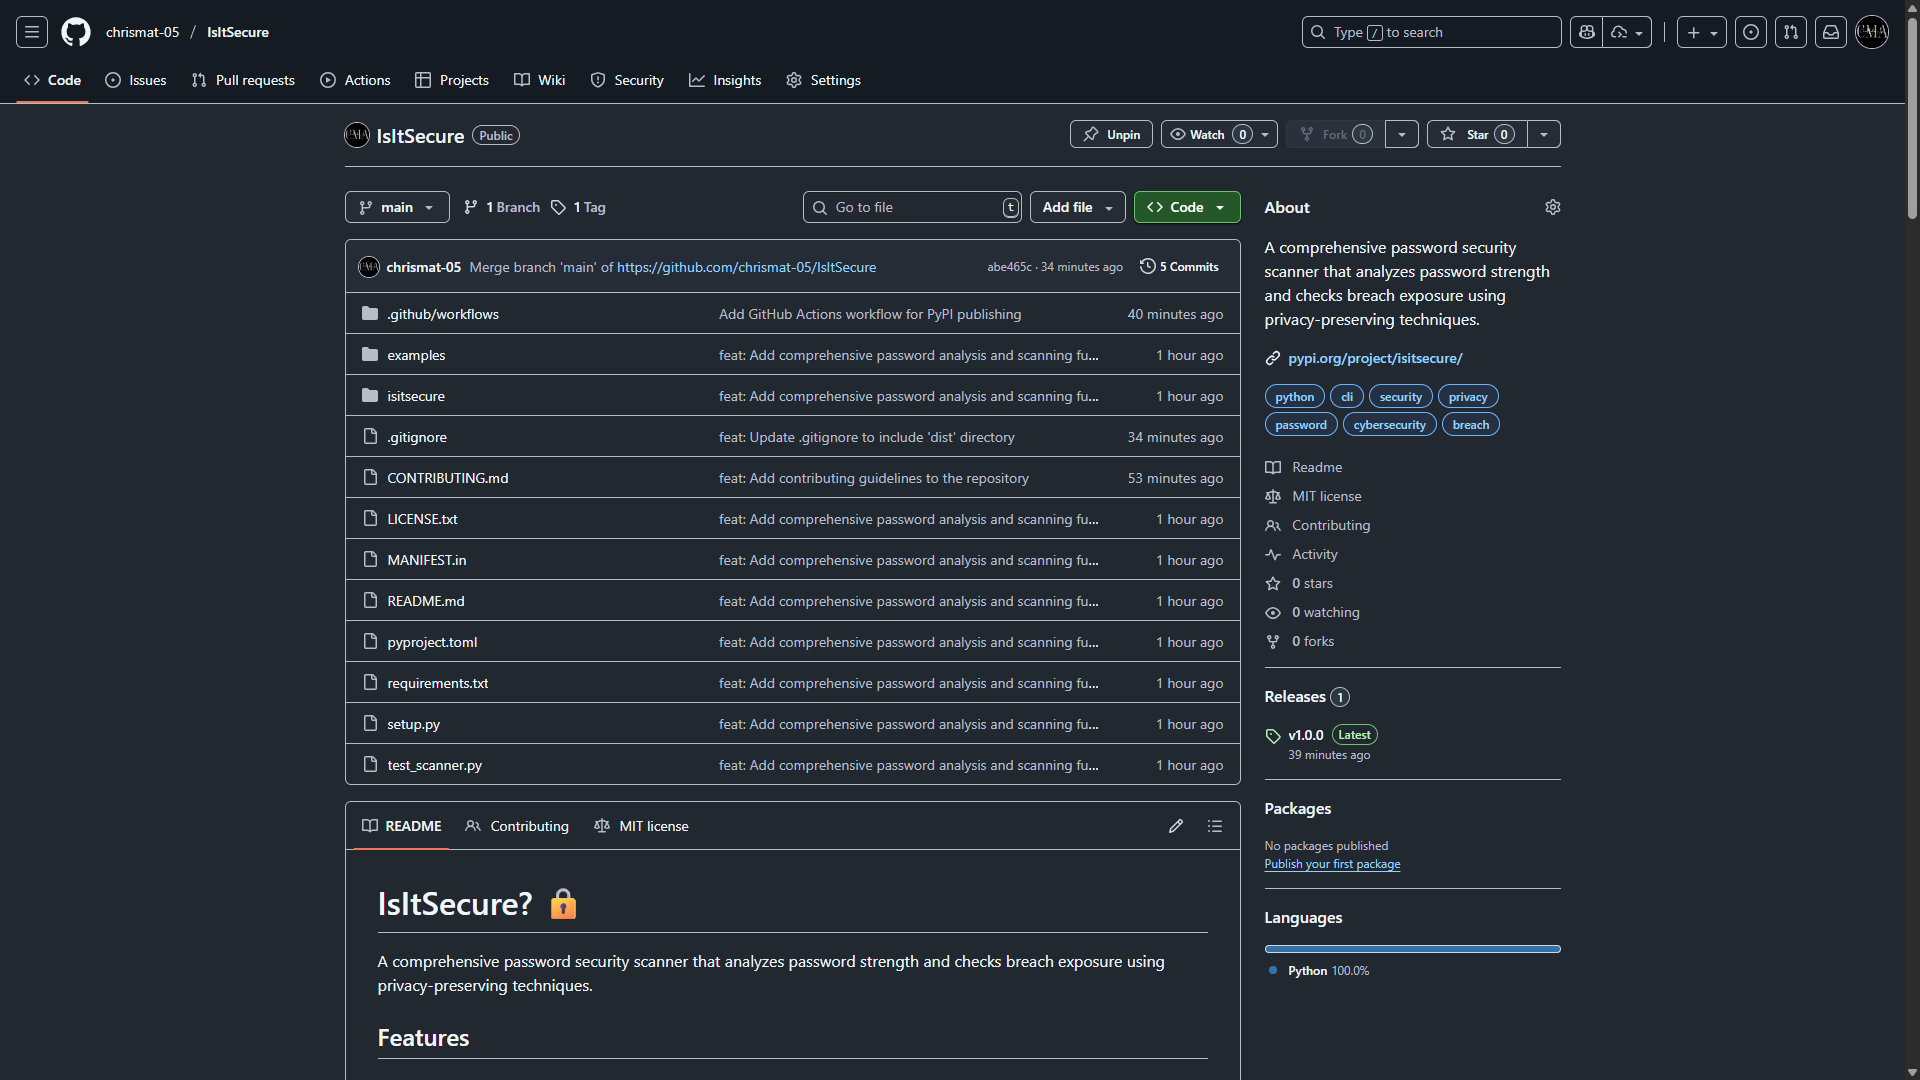 chrismat-05 / IsItSecure
Type / to search
Code Issues Pull requests Actions Projects Wiki Security Insights Settings
IsItSecure Public
Unpin Watch 0 Fork 0 Star 0
main 1 Branch 1 Tag
Go to file t Add file Code
chrismat-05 Merge branch 'main' of https://github.com/chrismat-05/IsItSecure abe465c · 34 minutes ago 5 Commits
.github/workflows Add GitHub Actions workflow for PyPI publishing 40 minutes ago
examples feat: Add comprehensive password analysis and scanning fu... 1 hour ago
isitsecure feat: Add comprehensive password analysis and scanning fu... 1 hour ago
.gitignore feat: Update .gitignore to include 'dist' directory 34 minutes ago
CONTRIBUTING.md feat: Add contributing guidelines to the repository 53 minutes ago
LICENSE.txt feat: Add comprehensive password analysis and scanning fu... 1 hour ago
MANIFEST.in feat: Add comprehensive password analysis and scanning fu... 1 hour ago
README.md feat: Add comprehensive password analysis and scanning fu... 1 hour ago
pyproject.toml feat: Add comprehensive password analysis and scanning fu... 1 hour ago
requirements.txt feat: Add comprehensive password analysis and scanning fu... 1 hour ago
setup.py feat: Add comprehensive password analysis and scanning fu... 1 hour ago
test_scanner.py feat: Add comprehensive password analysis and scanning fu... 1 hour ago
README Contributing MIT license
IsItSecure?
A comprehensive password security scanner that analyzes password strength and checks breach exposure using
privacy-preserving techniques.
Features
About
A comprehensive password security
scanner that analyzes password strength
and checks breach exposure using
privacy-preserving techniques.
pypi.org/project/isitsecure/
python cli security privacy
password cybersecurity breach
Readme
MIT license
Contributing
Activity
0 stars
0 watching
0 forks
Releases 1
v1.0.0 Latest
39 minutes ago
Packages
No packages published
Publish your first package
Languages
Python 100.0%